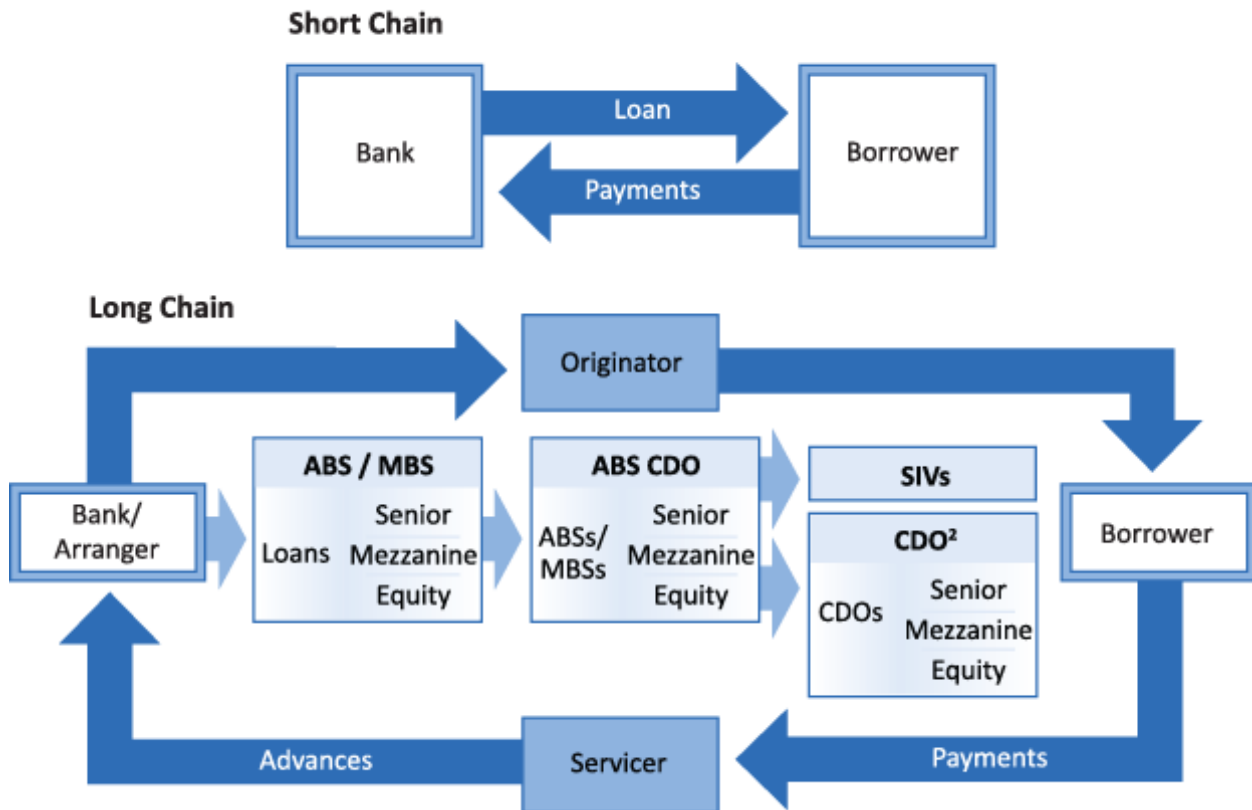 Short Chain
Bank
Loan
Payments
Borrower
Long Chain
Originator
Bank/
Arranger
ABS / MBS
Loans
Senior
Mezzanine
Equity
ABS CDO
ABSs/
MBSs
Senior
Mezzanine
Equity
SIVs
CDO²
CDOs
Senior
Mezzanine
Equity
Borrower
Advances
Servicer
Payments